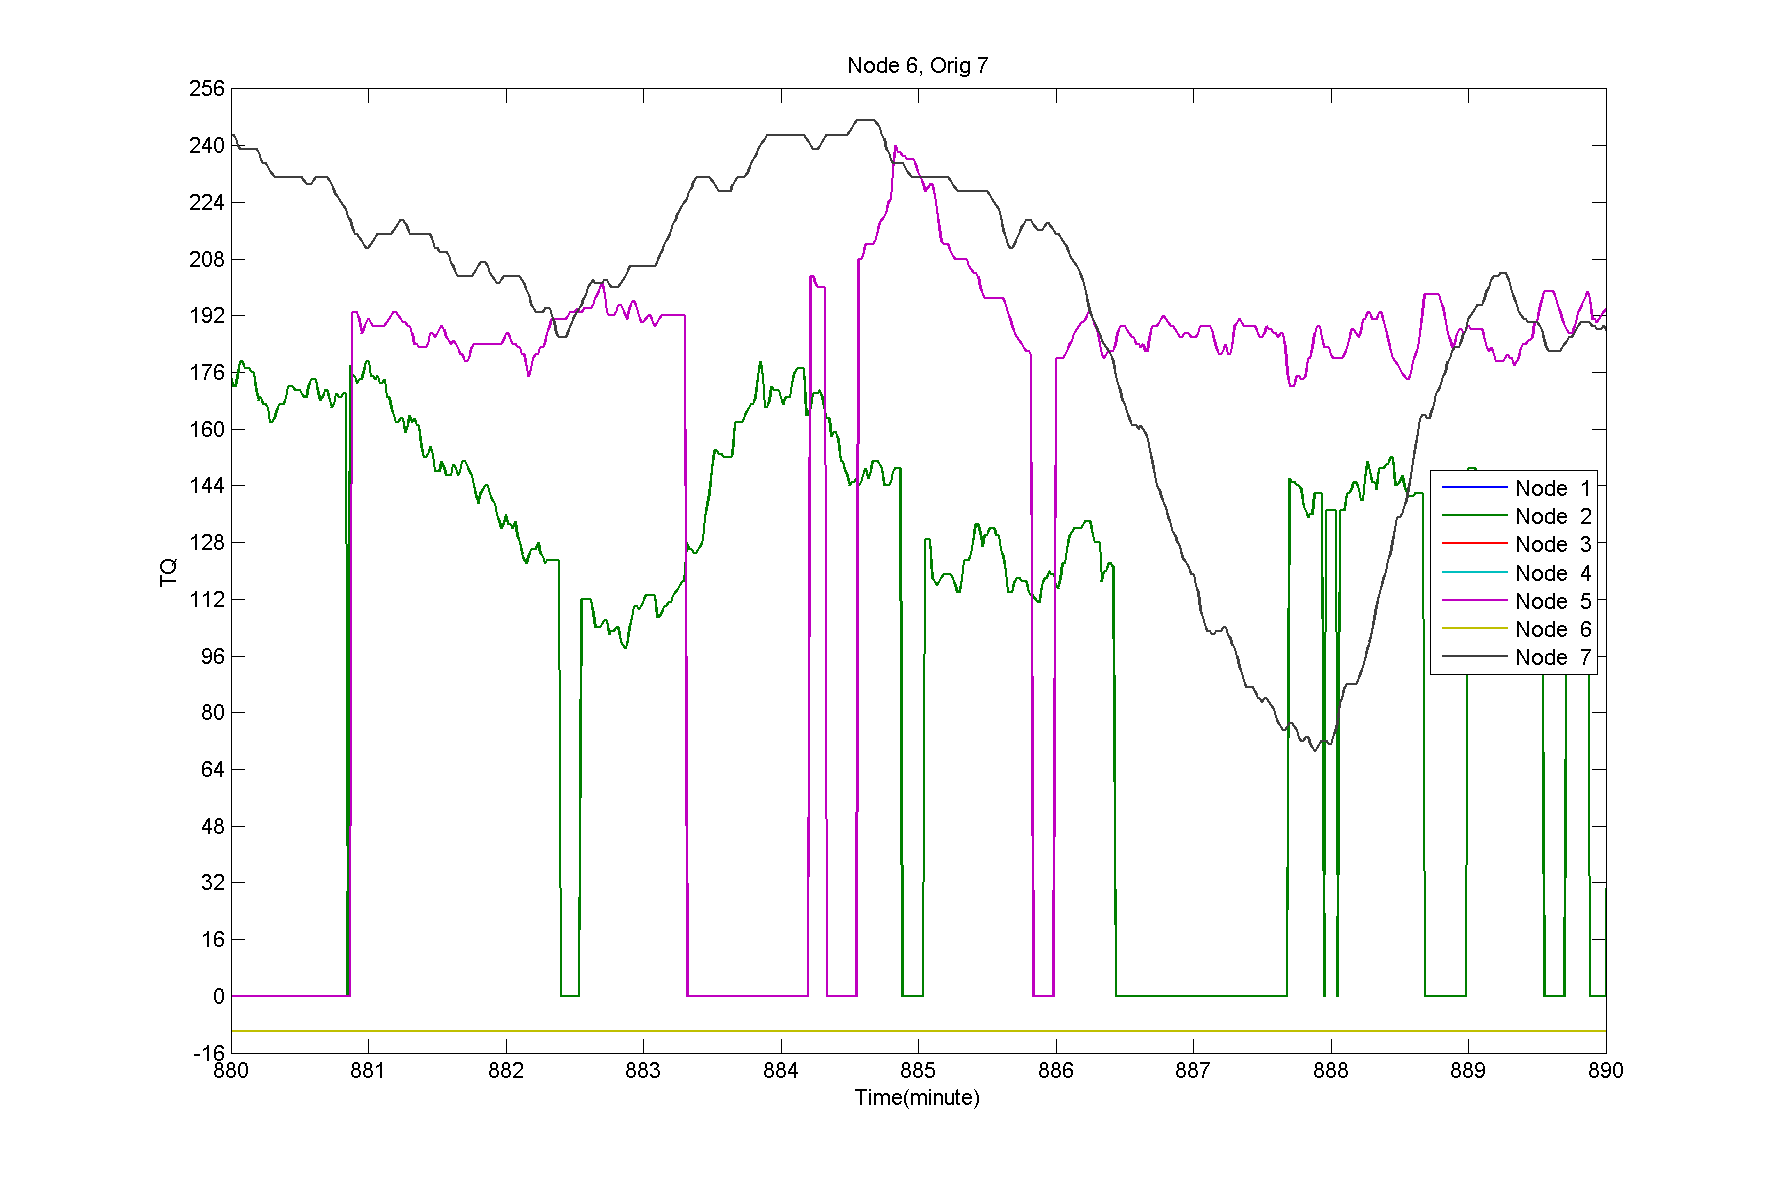 Node 6, Orig 7
256
240
224
208
192
176
160
144
128
112
96
80
64
48
32
16
0
-16
TQ
Node 1
Node 2
Node 3
Node 4
Node 5
Node 6
Node 7
880 881 882 883 884 885 886 887 888 889 890
Time(minute)